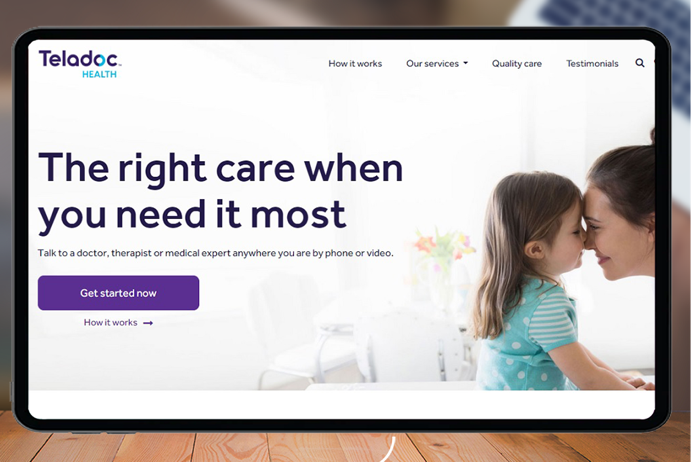 Teladoc
HEALTH
How it works
Our services
Quality care
Testimonials
The right care when
you need it most
Talk to a doctor, therapist or medical expert anywhere you are by phone or video.
Get started now
How it works